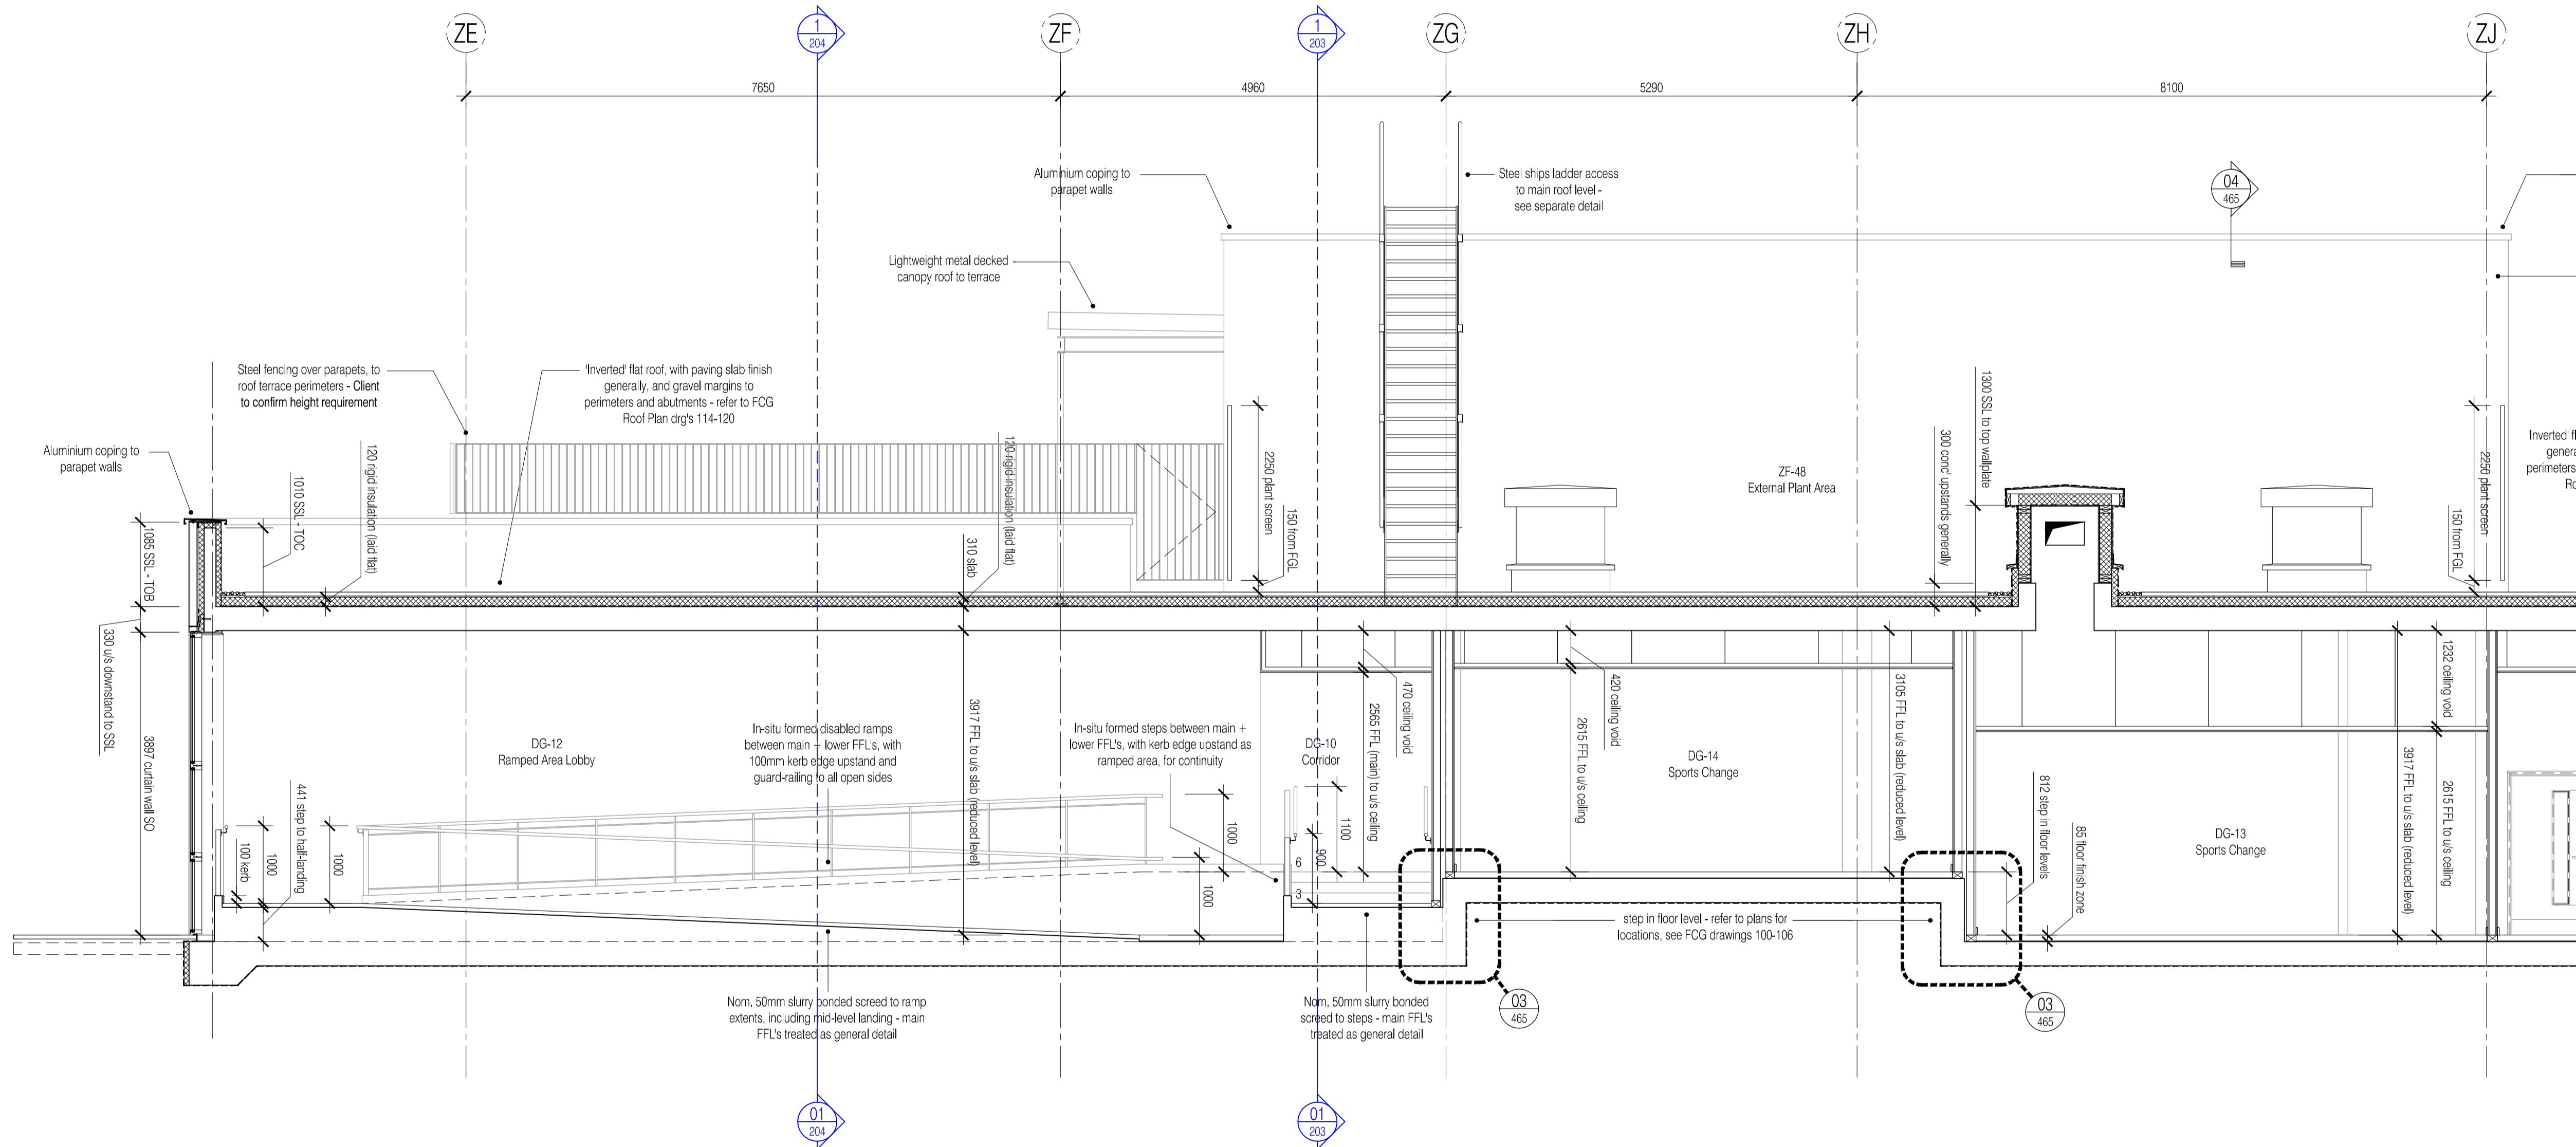 ZE
1
204
ZF
1
203
ZG
ZH
ZJ
7650
4960
5290
8100
Aluminium coping to
parapet walls
Steel ships ladder access
to main roof level -
see separate detail
04
465
Lightweight metal decked
canopy roof to terrace
Steel fencing over parapets, to
roof terrace perimeters - Client
to confirm height requirement
'Inverted' flat roof, with paving slab finish
generally, and gravel margins to
perimeters and abutments - refer to FCG
Roof Plan drg's 114-120
Aluminium coping to
parapet walls
1085 SSL - TOB
1010 SSL - TOC
120 rigid insulation (laid flat)
310 slab
120 rigid insulation (laid flat)
2250 plant screen
150 from FGL
ZF-48
External Plant Area
300 conc' upstands generally
1300 SSL to top wallplate
2250 plant screen
150 from FGL
'Inverted' fl
genera
perimeters
Ro
330 u/s downstand to SSL
3897 curtain wall SO
DG-12
Ramped Area Lobby
In-situ formed disabled ramps
between main + lower FFL's, with
100mm kerb edge upstand and
guard-railing to all open sides
3917 FFL to u/s slab (reduced level)
In-situ formed steps between main +
lower FFL's, with kerb edge upstand as
ramped area, for continuity
DG-10
Corridor
470 ceiling void
2565 FFL (main) to u/s ceiling
420 ceiling void
2615 FFL to u/s ceiling
DG-14
Sports Change
3105 FFL to u/s slab (reduced level)
812 step in floor levels
85 floor finish zone
DG-13
Sports Change
3917 FFL to u/s slab (reduced level)
1232 ceiling void
2615 FFL to u/s ceiling
100 kerb
1000
441 step to half-landing
1000
1000
1000
6
3
900
1100
step in floor level - refer to plans for
locations, see FCG drawings 100-106
Nom. 50mm slurry bonded screed to ramp
extents, including mid-level landing - main
FFL's treated as general detail
Nom. 50mm slurry bonded
screed to steps - main FFL's
treated as general detail
03
465
03
465
01
204
01
203